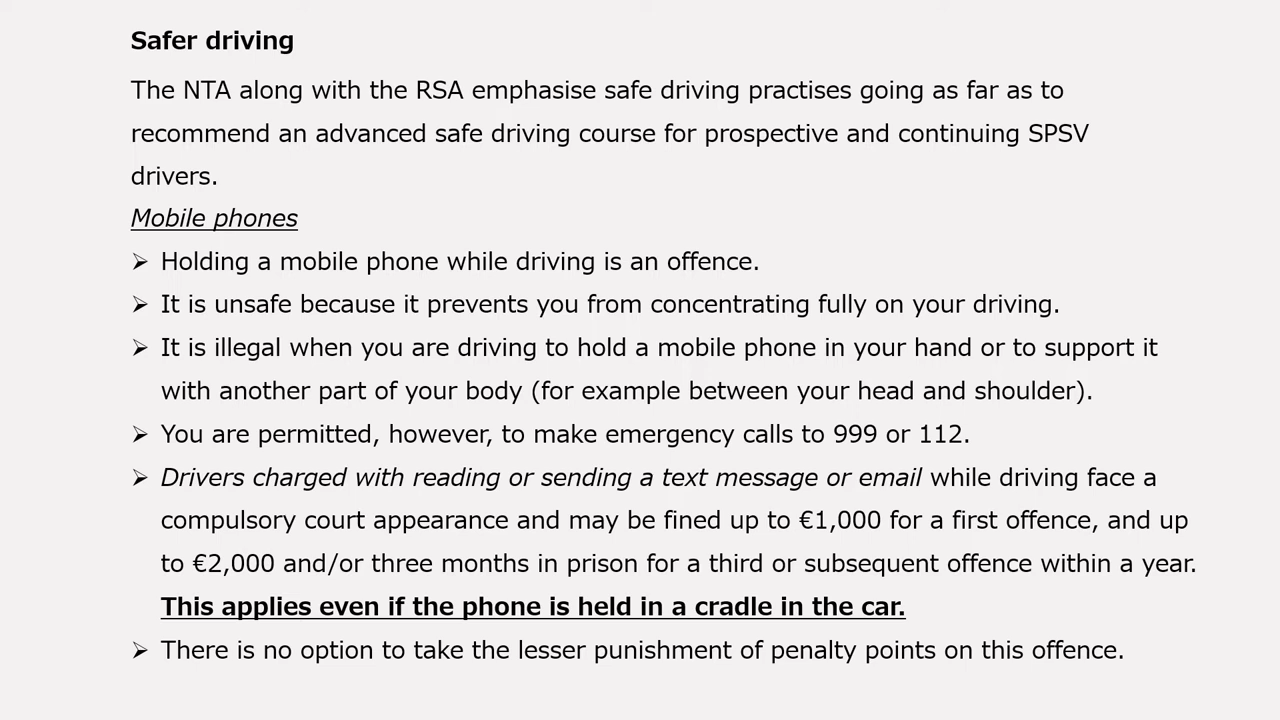 Safer driving
The NTA along with the RSA emphasise safe driving practises going as far as to
recommend an advanced safe driving course for prospective and continuing SPSV
drivers.
Mobile phones
➢ Holding a mobile phone while driving is an offence.
➢ It is unsafe because it prevents you from concentrating fully on your driving.
➢ It is illegal when you are driving to hold a mobile phone in your hand or to support it
with another part of your body (for example between your head and shoulder).
➢ You are permitted, however, to make emergency calls to 999 or 112.
➢ Drivers charged with reading or sending a text message or email while driving face a
compulsory court appearance and may be fined up to €1,000 for a first offence, and up
to €2,000 and/or three months in prison for a third or subsequent offence within a year.
This applies even if the phone is held in a cradle in the car.
➢ There is no option to take the lesser punishment of penalty points on this offence.